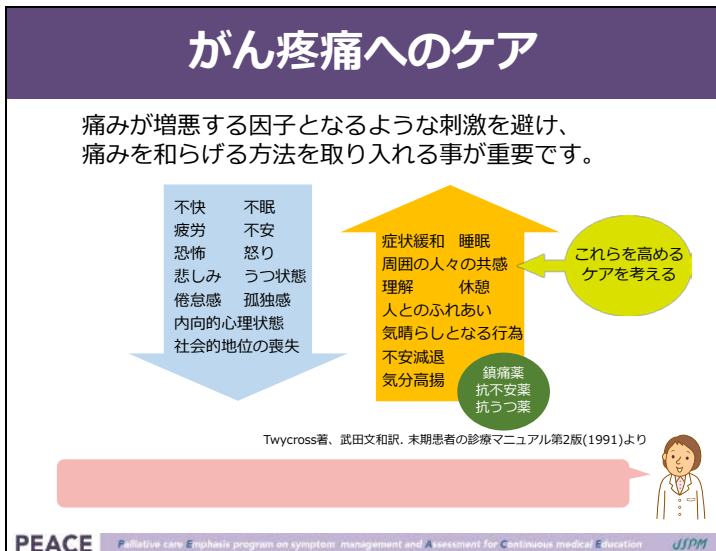 がん疼痛へのケア
痛みが増悪する因子となるような刺激を避け、
痛みを和らげる方法を取り入れる事が重要です。
不快 不眠
疲労 不安
恐怖 怒り
悲しみ うつ状態
倦怠感 孤独感
内向的心理状態
社会的地位の喪失
症状緩和 睡眠
周囲の人々の共感
理解 休憩
人とのふれあい
気晴らしとなる行為
不安減退
気分高揚
鎮痛薬
抗不安薬
抗うつ薬
これらを高める
ケアを考える
Twycross著、武田文和訳. 末期患者の診療マニュアル第2版(1991)より
PEACE Palliative care Emphasis program on symptom management and Assessment for Continuous medical Education JSPM